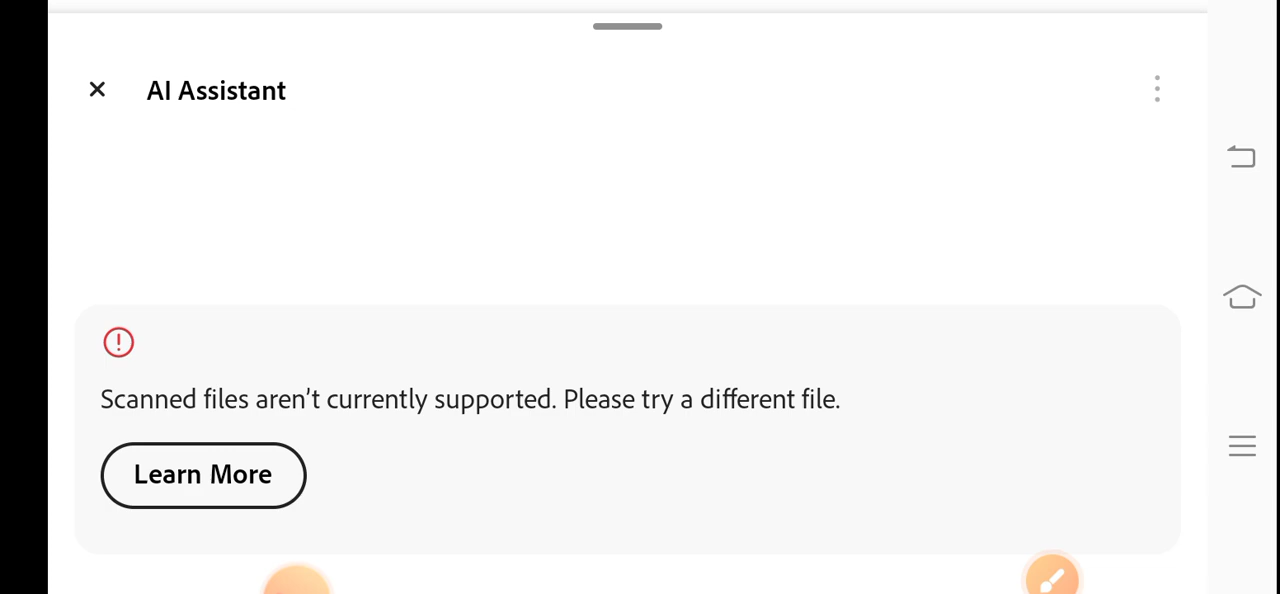 AI Assistant
Scanned files aren’t currently supported. Please try a different file.
Learn More